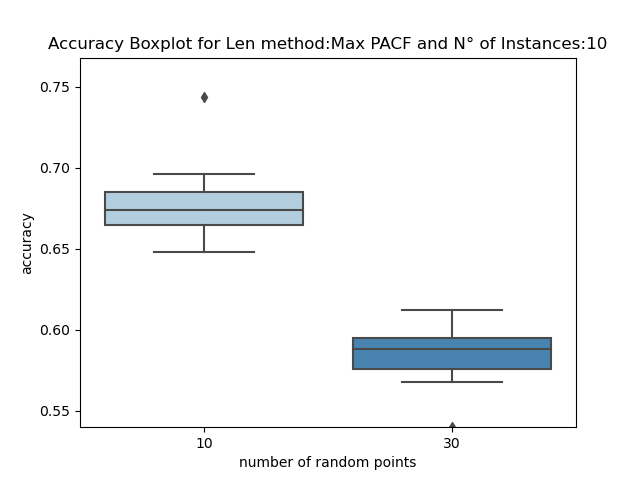 Accuracy Boxplot for Len method:Max PACF and N° of Instances:10
0.75
0.70
0.65
0.60
0.55
accuracy
10
30
number of random points